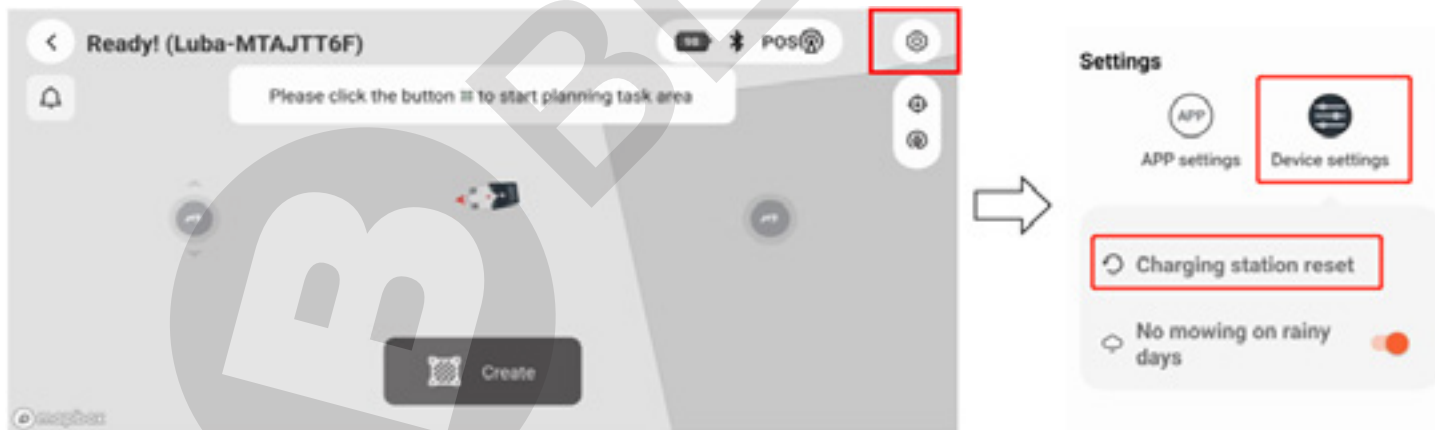 Ready! (Luba-MTAJTT6F)
POS
Please click the button to start planning task area
Create
mapbox
Settings
APP
APP settings
Device settings
Charging station reset
No mowing on rainy
days